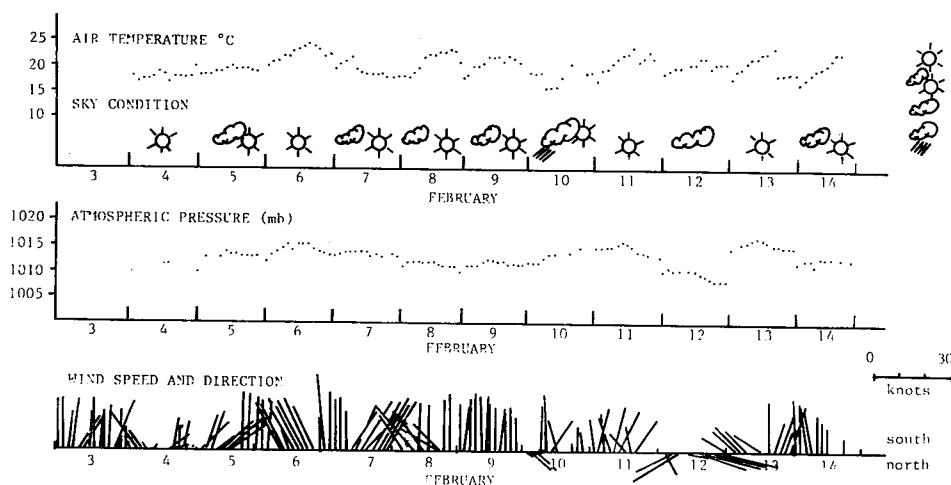 AIR TEMPERATURE °C
25
20
15
10
SKY CONDITION
3 4 5 6 7 8 9 10 11 12 13 14
FEBRUARY
ATMOSPHERIC PRESSURE (mb)
1020
1015
1010
1005
3 4 5 6 7 8 9 10 11 12 13 14
FEBRUARY
0 30
knots
WIND SPEED AND DIRECTION
south
north
3 4 5 6 7 8 9 10 11 12 13 14
FEBRUARY